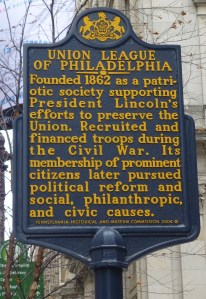 UNION LEAGUE
OF PHILADELPHIA
Founded 1862 as a patri-
otic society supporting
President Lincoln's
efforts to preserve the
Union. Recruited and
financed troops during
the Civil War. Its
membership of prominent
citizens later pursued
political reform and
social, philanthropic,
and civic causes.
PENNSYLVANIA HISTORICAL AND MUSEUM COMMISSION 2004